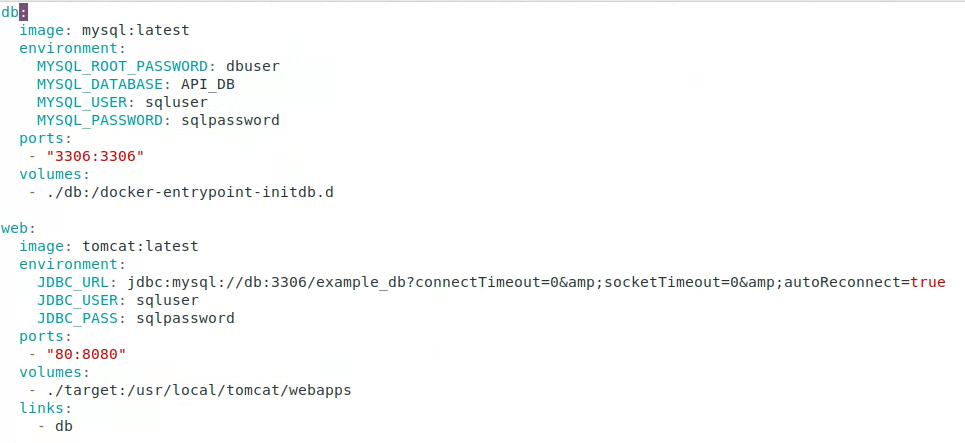 db:
  image: mysql:latest
  environment:
    MYSQL_ROOT_PASSWORD: dbuser
    MYSQL_DATABASE: API_DB
    MYSQL_USER: sqluser
    MYSQL_PASSWORD: sqlpassword
  ports:
   - "3306:3306"
  volumes:
   - ./db:/docker-entrypoint-initdb.d

web:
  image: tomcat:latest
  environment:
    JDBC_URL: jdbc:mysql://db:3306/example_db?connectTimeout=0&amp;socketTimeout=0&amp;autoReconnect=true
    JDBC_USER: sqluser
    JDBC_PASS: sqlpassword
  ports:
   - "80:8080"
  volumes:
   - ./target:/usr/local/tomcat/webapps
  links:
    - db